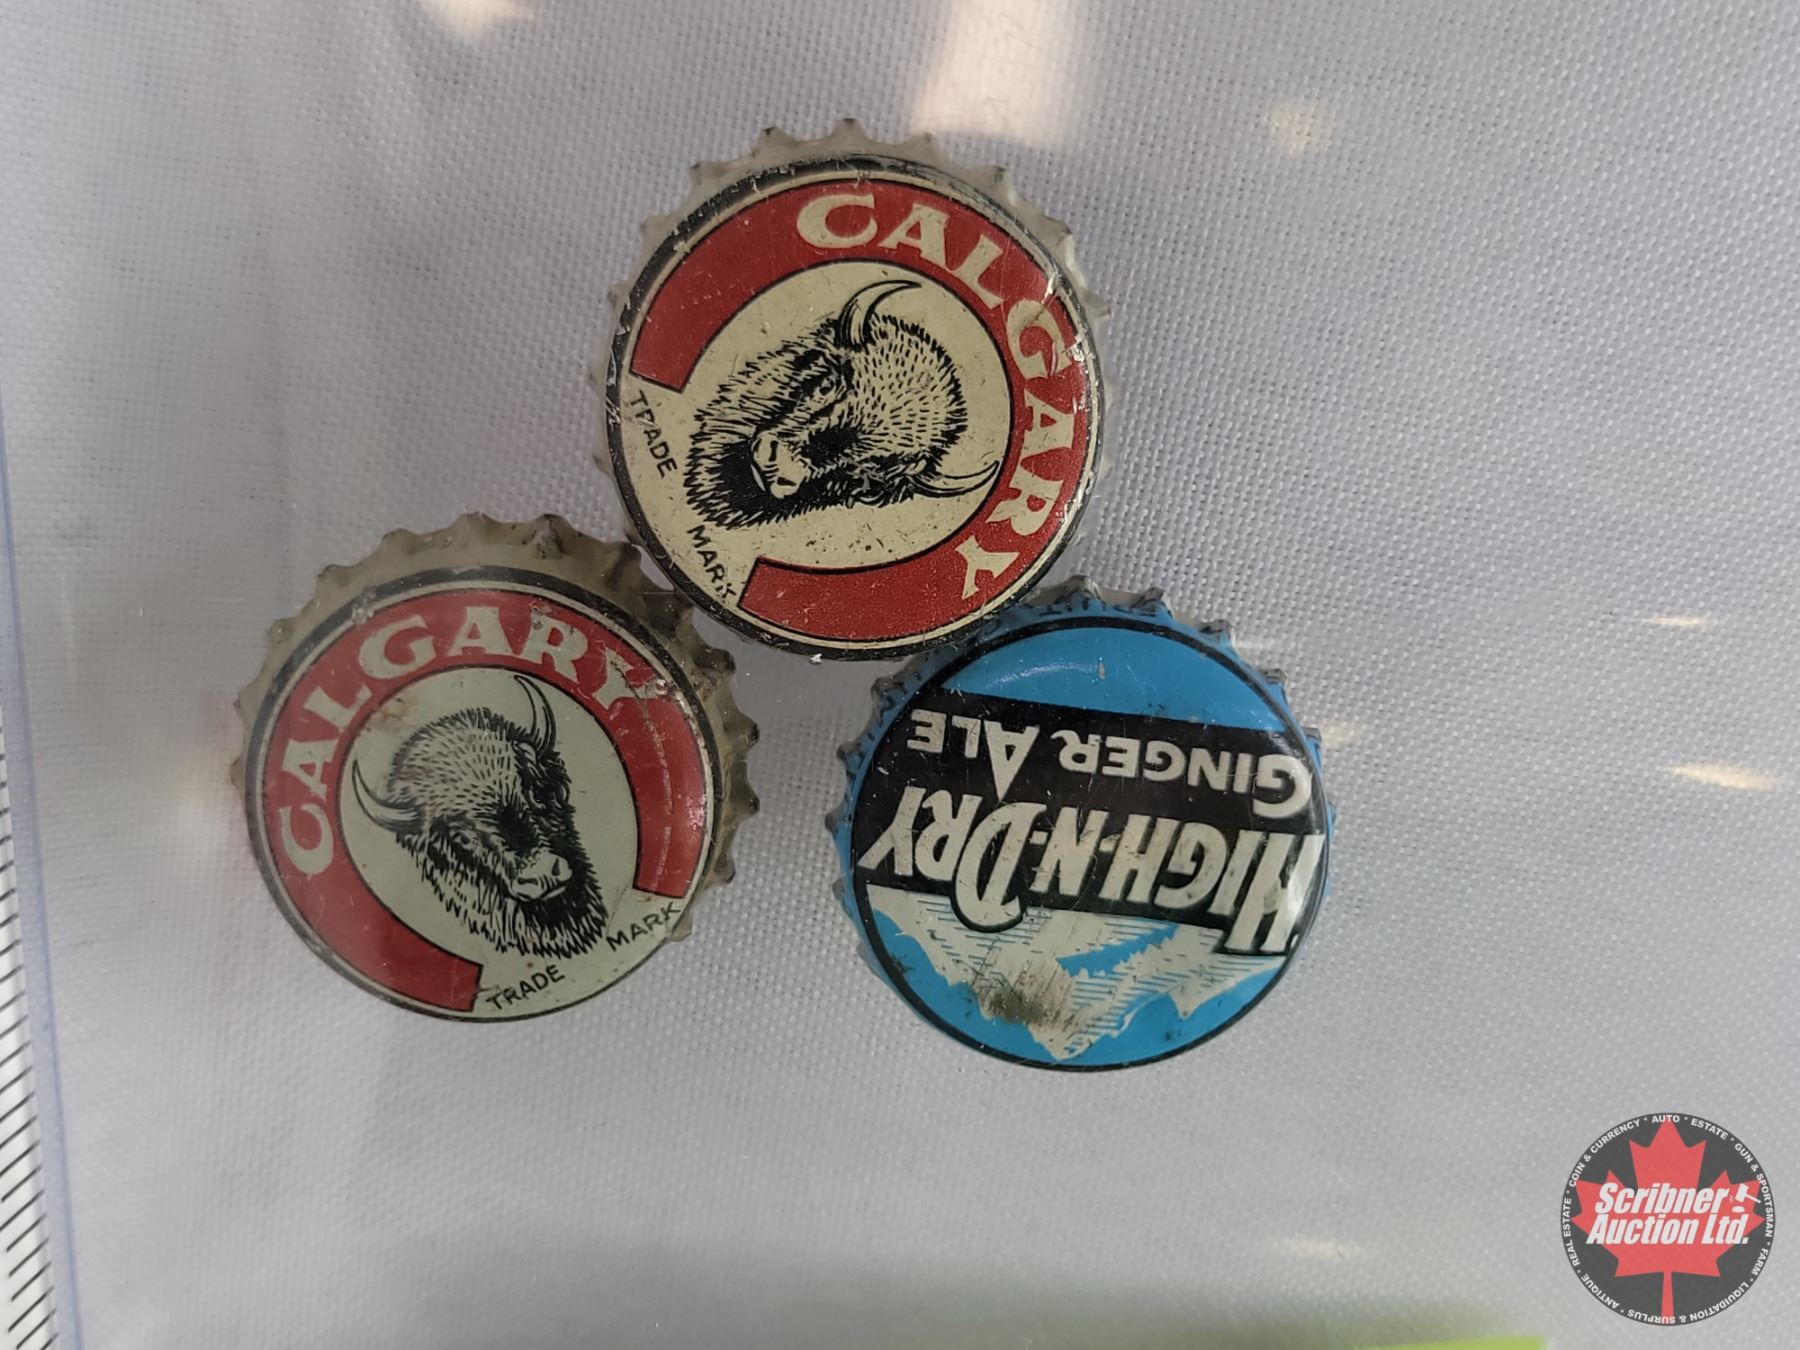 CALGARY
TRADE MARK
CALGARY
TRADE MARK
HIGH-N-DRY
GINGER ALE
Scribner
Auction Ltd.
AUTO • ESTATE • GUN & SPORTSMAN • FARM • LIQUIDATION & SURPLUS • ANTIQUE • REAL ESTATE • COIN & CURRENCY •